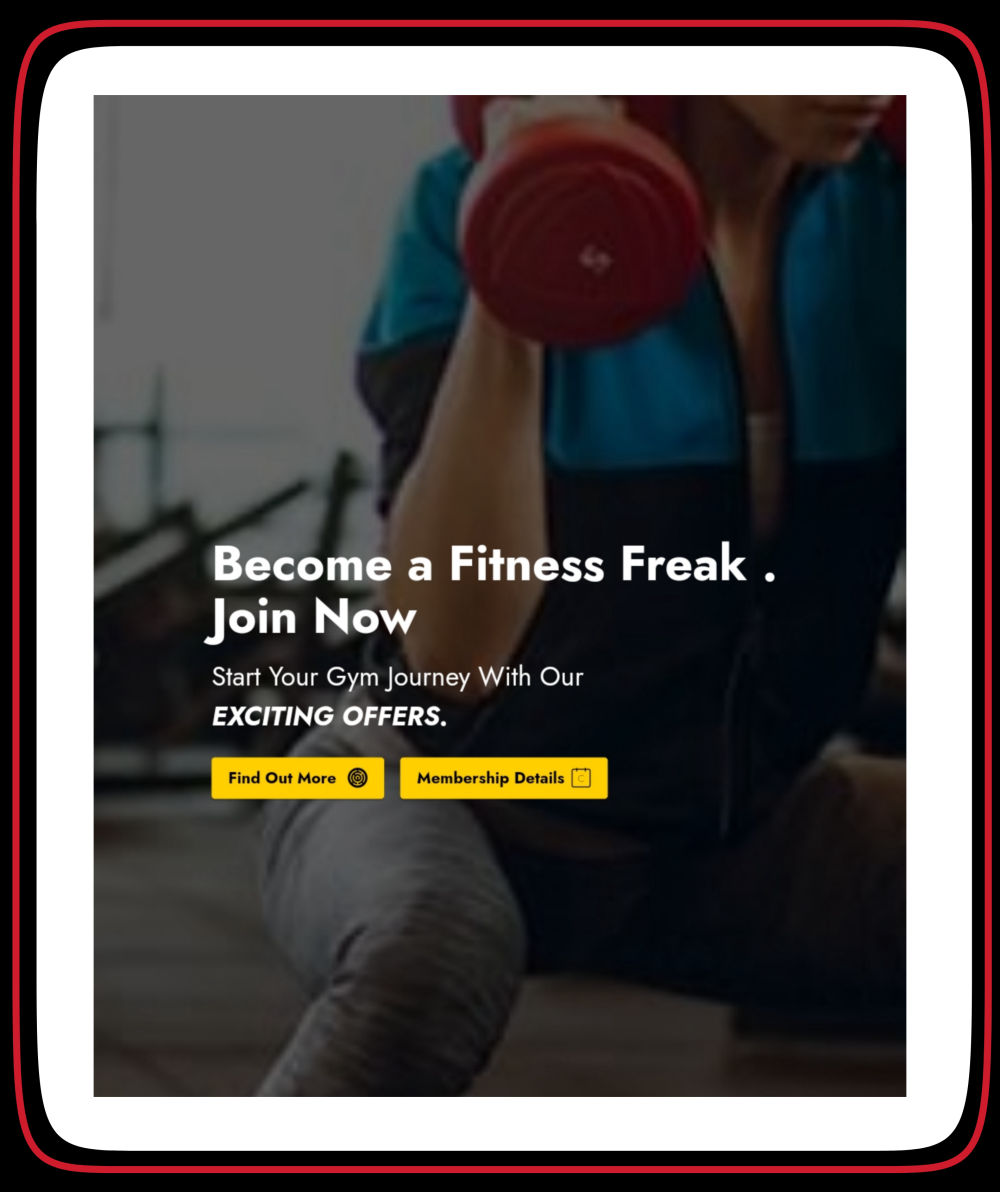 Become a Fitness Freak .
Join Now
Start Your Gym Journey With Our
EXCITING OFFERS.
Find Out More
Membership Details C